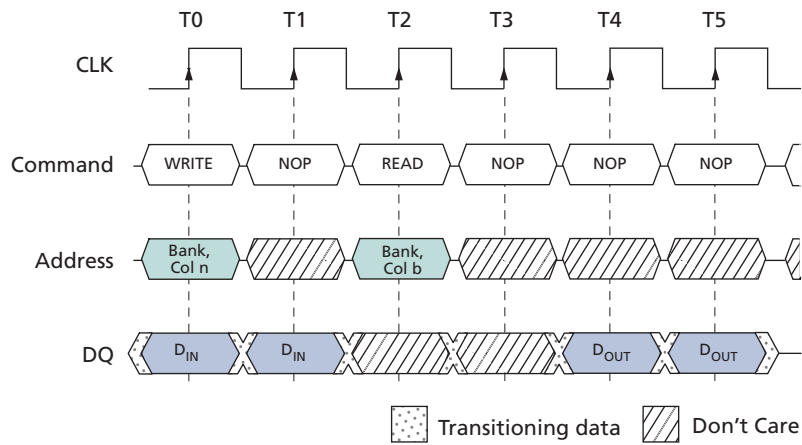 T0 T1 T2 T3 T4 T5
CLK
Command WRITE NOP READ NOP NOP NOP
Address Bank, Col n Bank, Col b
DQ DIN DIN DOUT DOUT
Transitioning data Don't Care